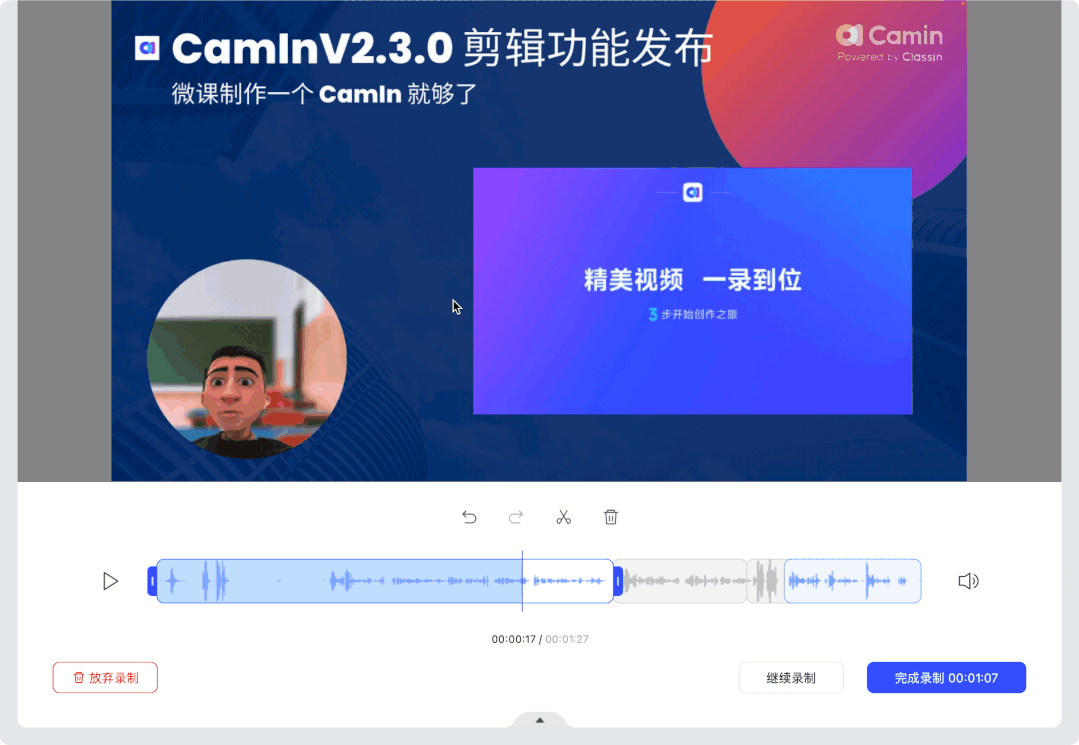 CamInV2.3.0 剪辑功能发布
微课制作一个 CamIn 就够了
Camin
Powered by ClassIn
精美视频 一录到位
3 步开始创作之旅
00:00:17 / 00:01:27
放弃录制
继续录制
完成录制 00:01:07